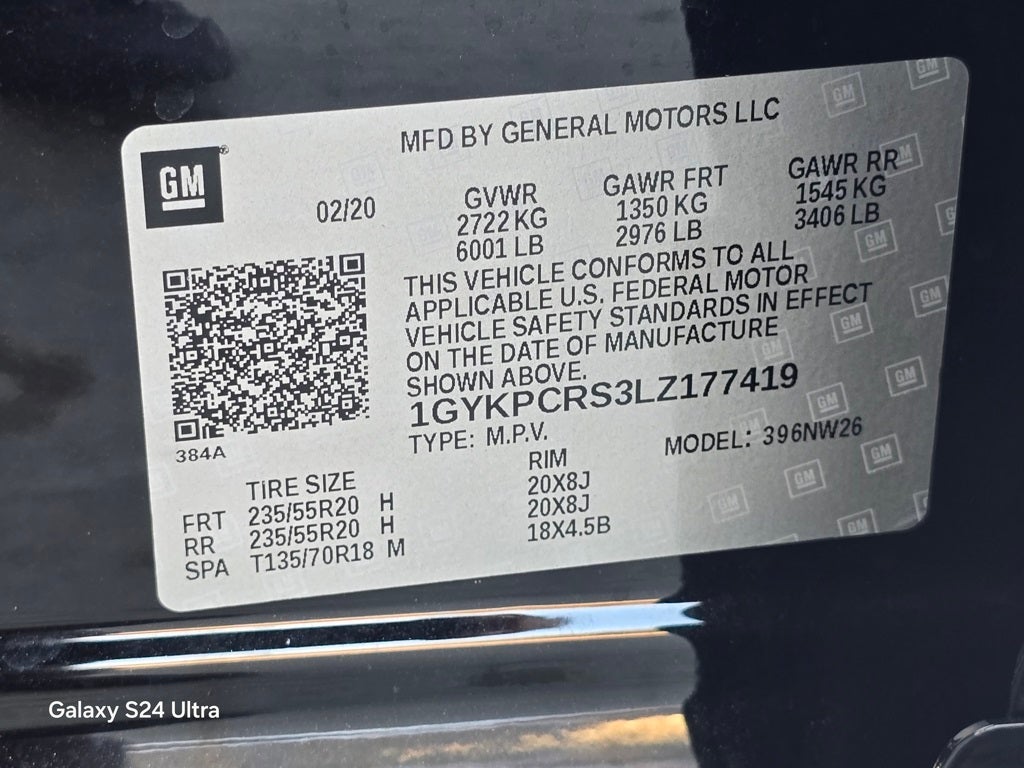 MFD BY GENERAL MOTORS LLC
GM
02/20
GVWR
2722 KG
6001 LB
GAWR FRT
1350 KG
2976 LB
GAWR RR
1545 KG
3406 LB
THIS VEHICLE CONFORMS TO ALL
APPLICABLE U.S. FEDERAL MOTOR
VEHICLE SAFETY STANDARDS IN EFFECT
ON THE DATE OF MANUFACTURE
SHOWN ABOVE.
1GYKPCRS3LZ177419
TYPE: M.P.V.
MODEL: 396NW26
384A
TIRE SIZE RIM
FRT 235/55R20 H 20X8J
RR 235/55R20 H 20X8J
SPA T135/70R18 M 18X4.5B
Galaxy S24 Ultra